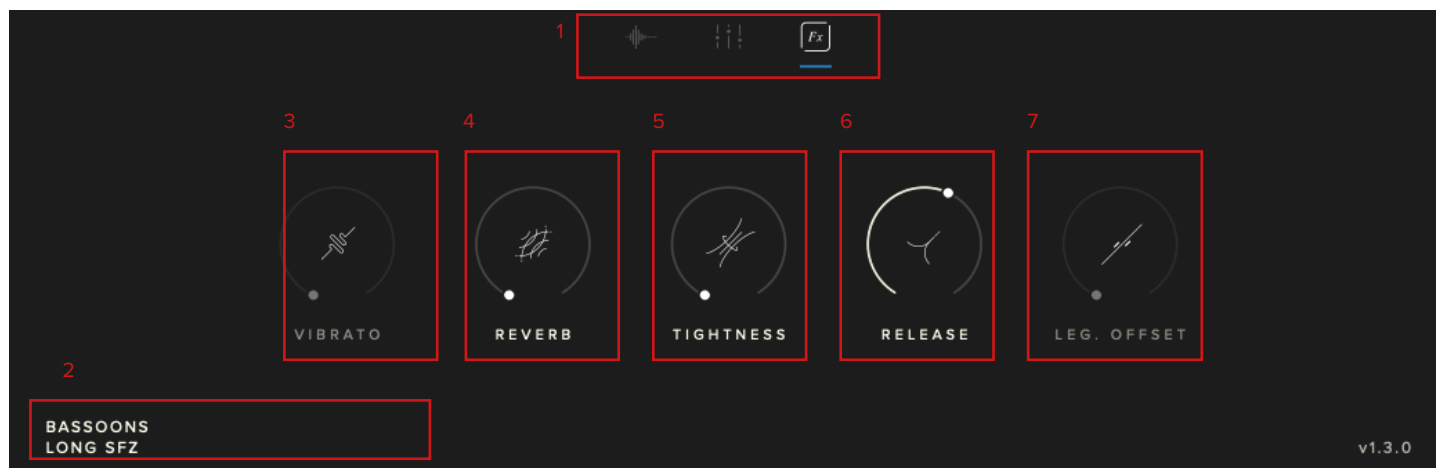 1
Fx
3 4 5 6 7
VIBRATO REVERB TIGHTNESS RELEASE LEG. OFFSET
2
BASSOONS
LONG SFZ
v1.3.0